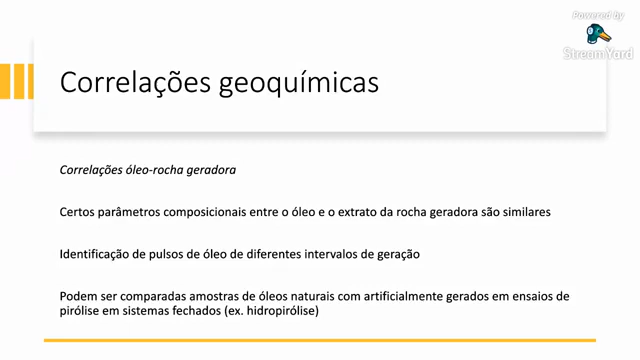 Powered by
StreamYard
Correlações geoquímicas
Correlações óleo-rocha geradora
Certos parâmetros composicionais entre o óleo e o extrato da rocha geradora são similares
Identificação de pulsos de óleo de diferentes intervalos de geração
Podem ser comparadas amostras de óleos naturais com artificialmente gerados em ensaios de
pirólise em sistemas fechados (ex. hidropirólise)